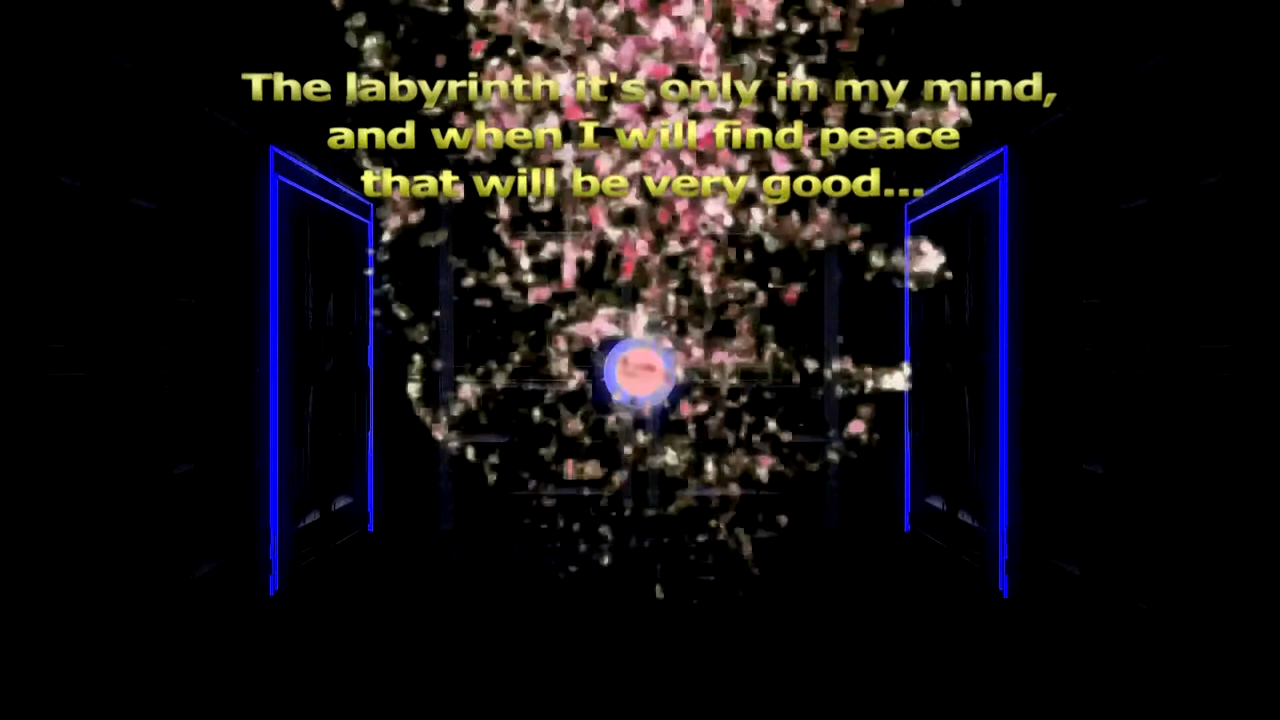 The labyrinth it's only in my mind,
and when I will find peace
that will be very good...